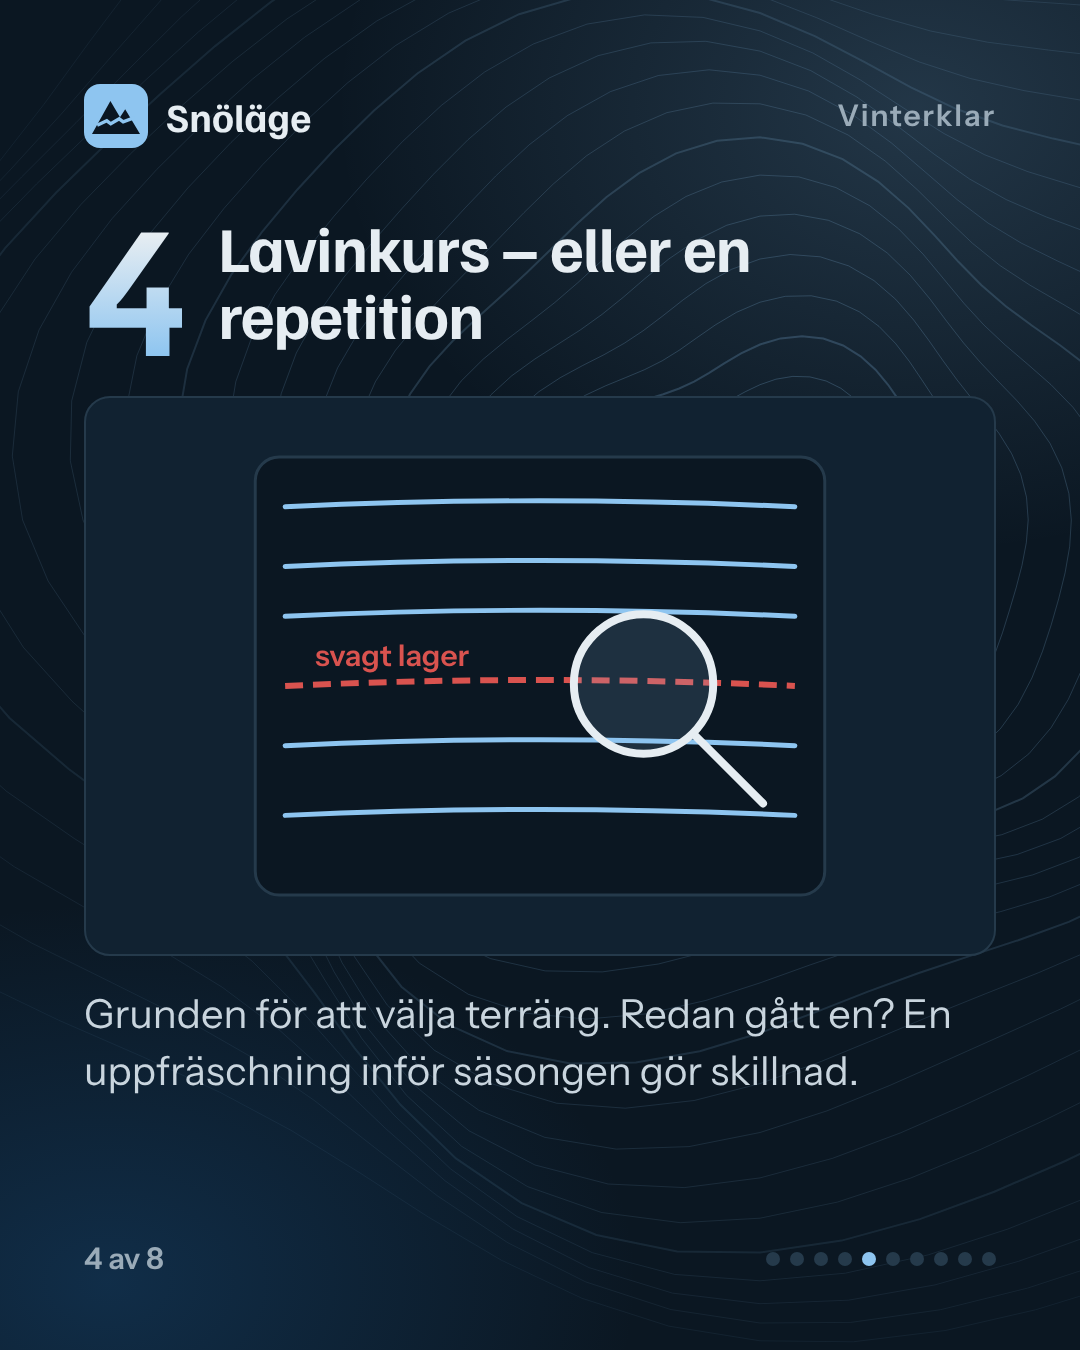 Snöläge
Vinterklar
4
Lavinkurs – eller en
repetition
svagt lager
Grunden för att välja terräng. Redan gått en? En
uppfräschning inför säsongen gör skillnad.
4 av 8